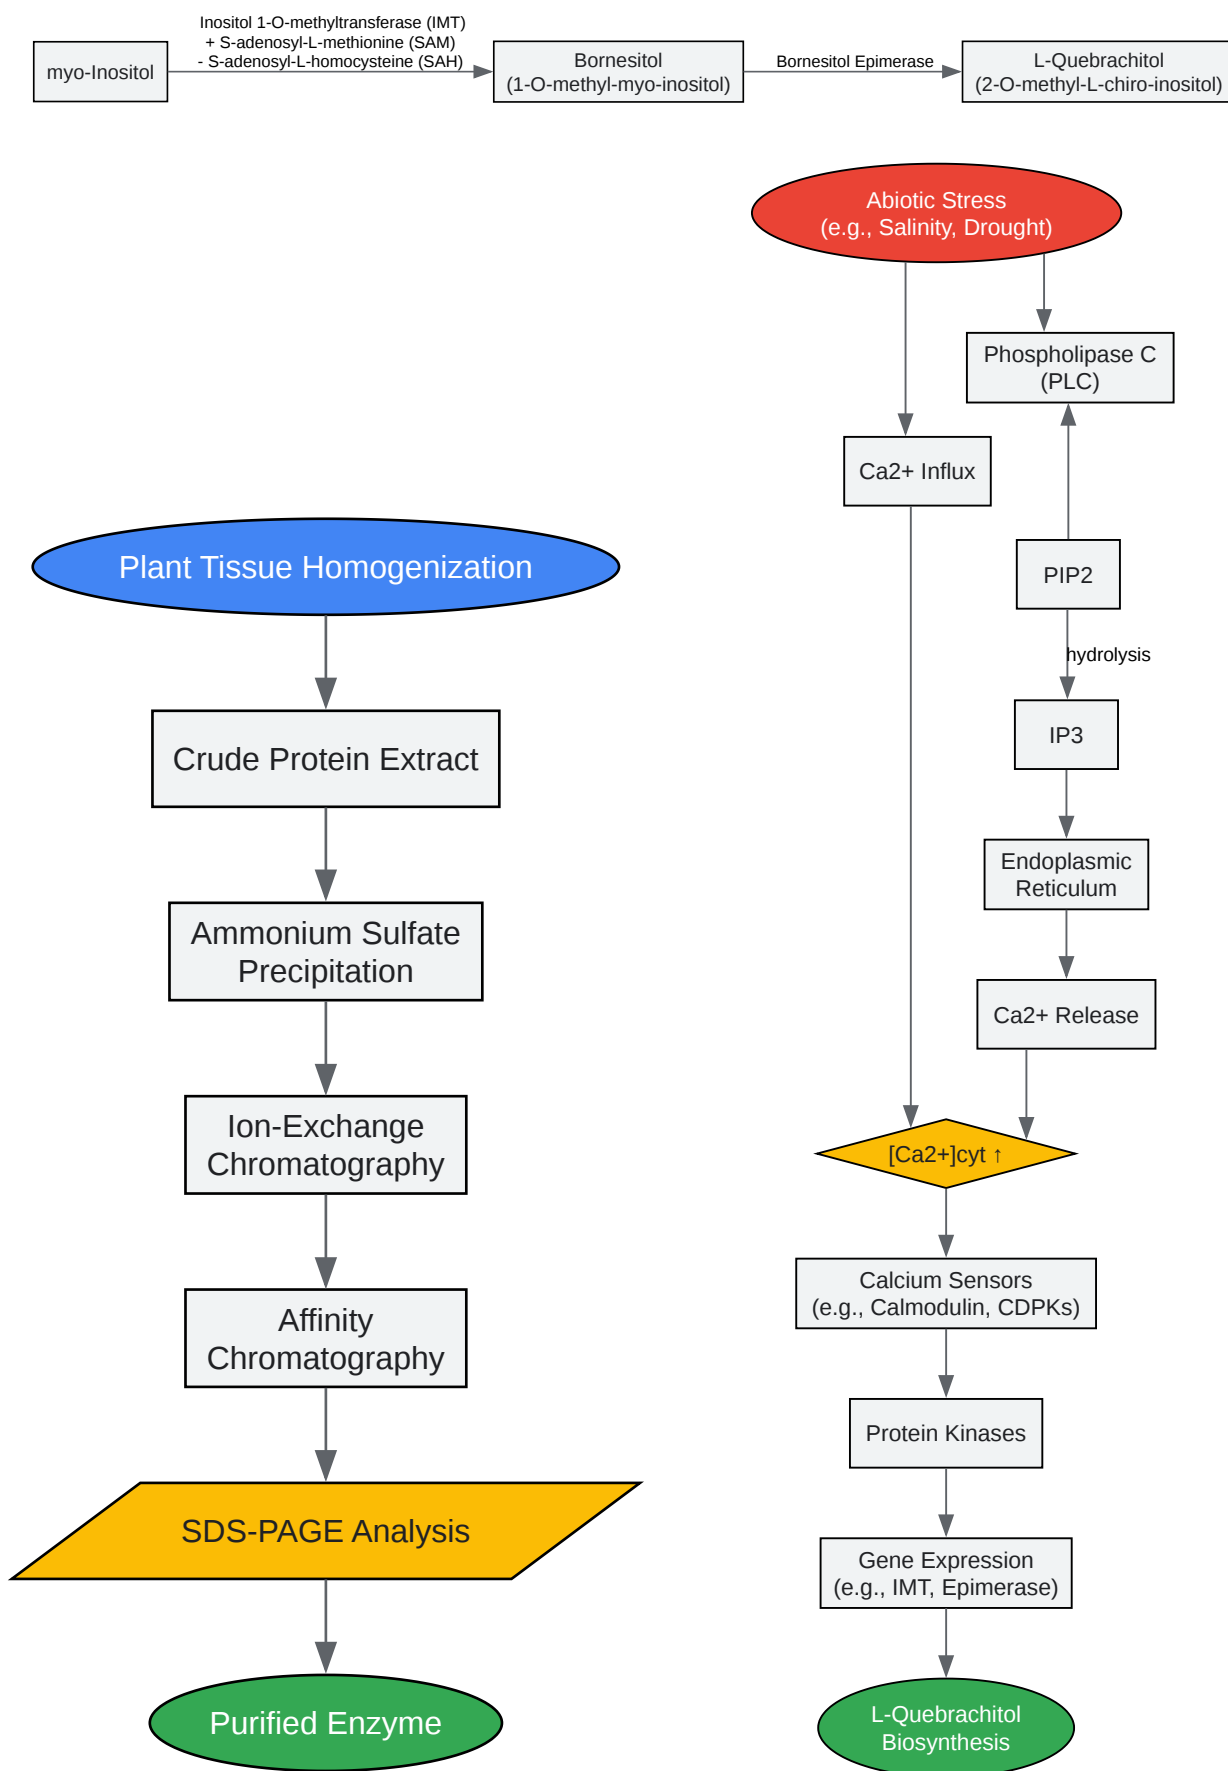 Inositol 1-O-methyltransferase (IMT)
+ S-adenosyl-L-methionine (SAM)
- S-adenosyl-L-homocysteine (SAH)
myo-Inositol
Bornesitol
(1-O-methyl-myo-inositol)
Bornesitol Epimerase
L-Quebrachitol
(2-O-methyl-L-chiro-inositol)
Plant Tissue Homogenization
Crude Protein Extract
Ammonium Sulfate
Precipitation
Ion-Exchange
Chromatography
Affinity
Chromatography
SDS-PAGE Analysis
Purified Enzyme
Abiotic Stress
(e.g., Salinity, Drought)
Phospholipase C
(PLC)
Ca2+ Influx
PIP2
hydrolysis
IP3
Endoplasmic
Reticulum
Ca2+ Release
[Ca2+]cyt ↑
Calcium Sensors
(e.g., Calmodulin, CDPKs)
Protein Kinases
Gene Expression
(e.g., IMT, Epimerase)
L-Quebrachitol
Biosynthesis